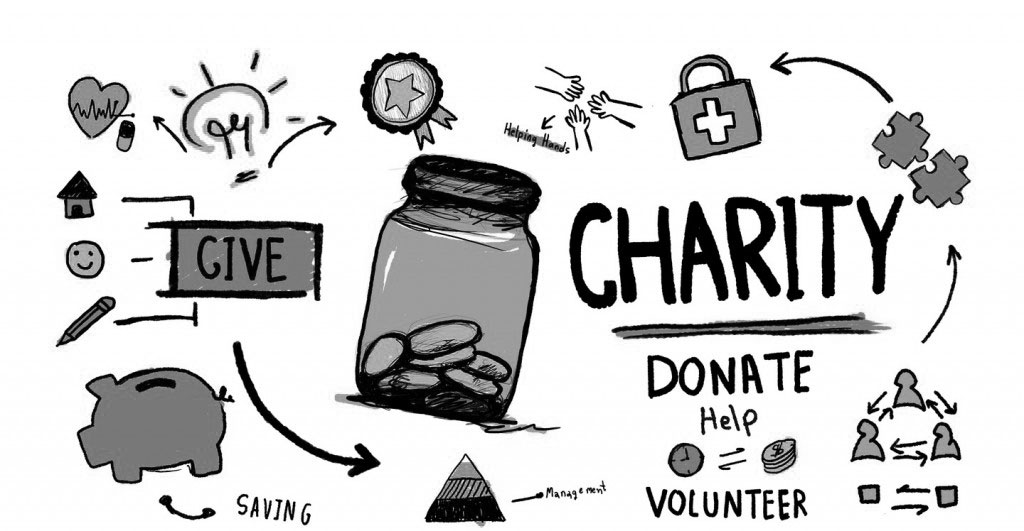 Helping Hands
GIVE
CHARITY
DONATE
Help
$
VOLUNTEER
Management
SAVING